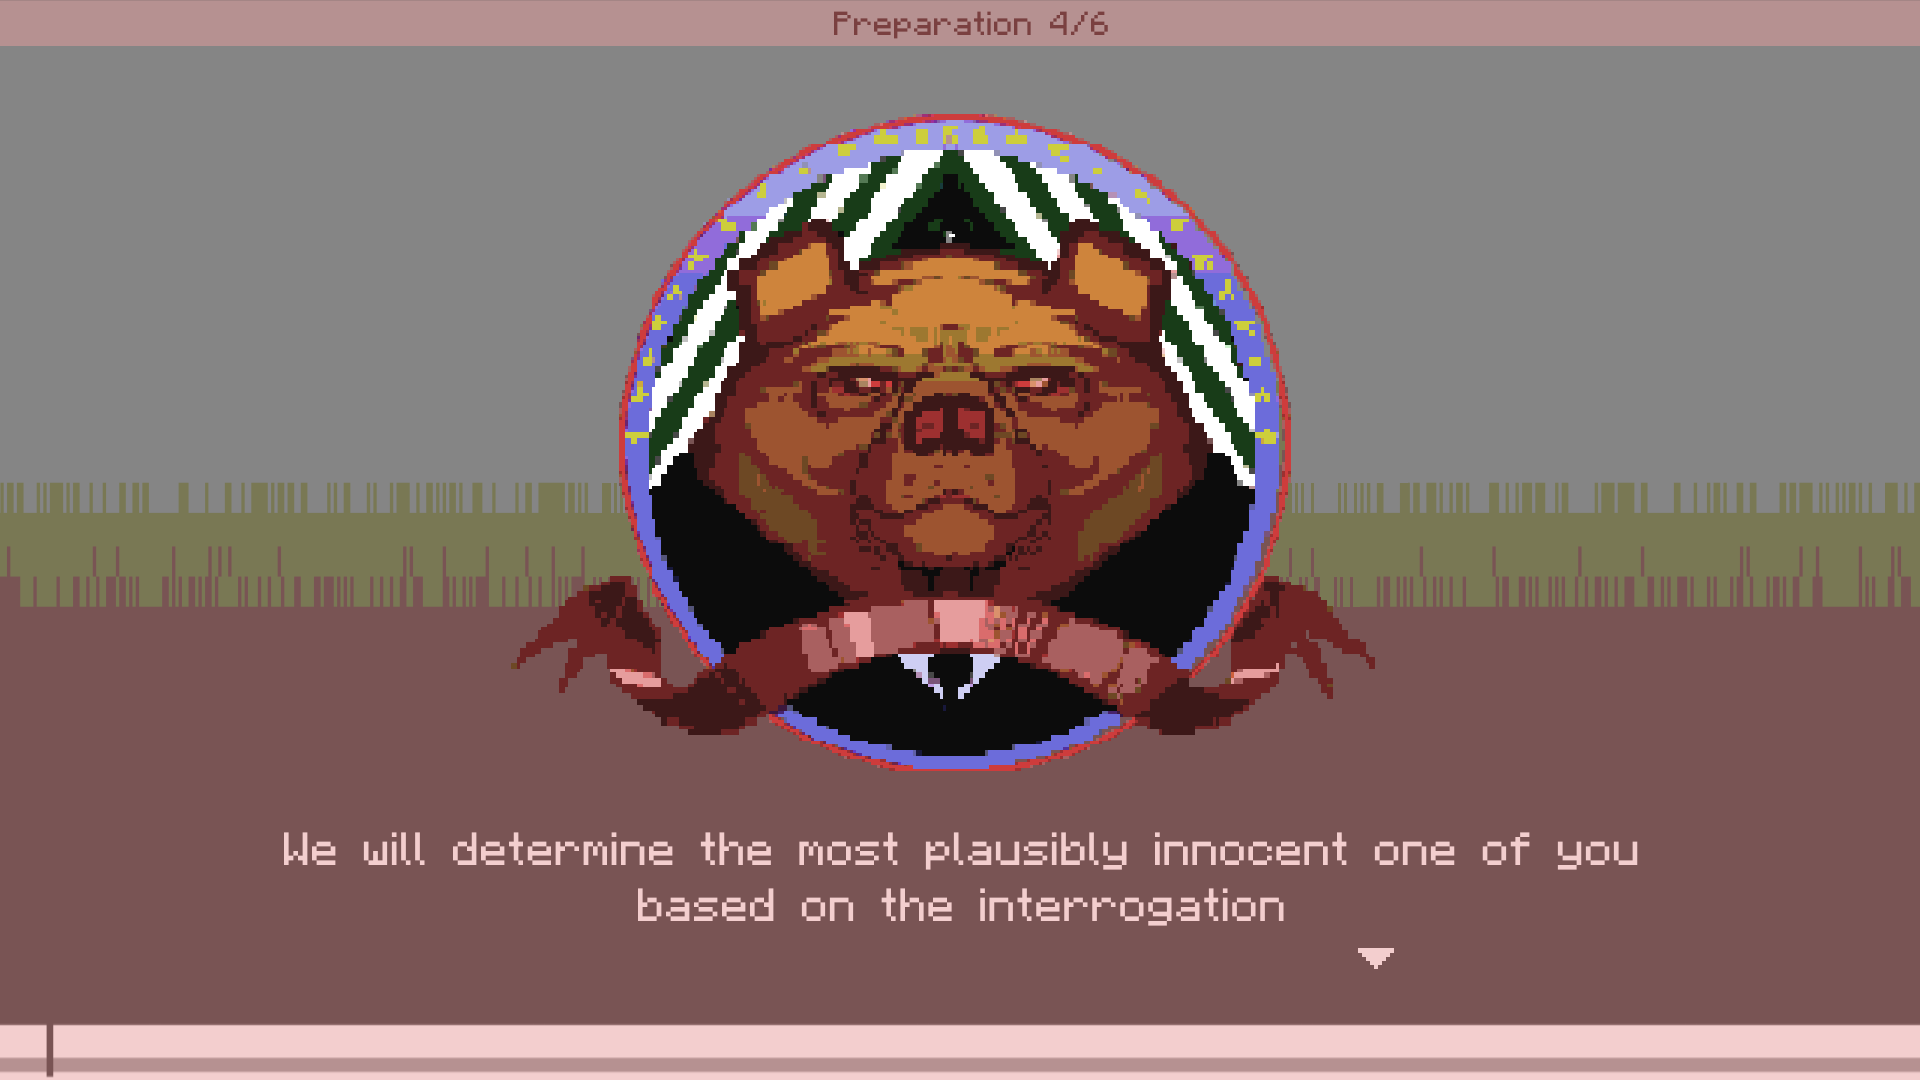 Preparation 4/6
We will determine the most plausibly innocent one of you
based on the interrogation